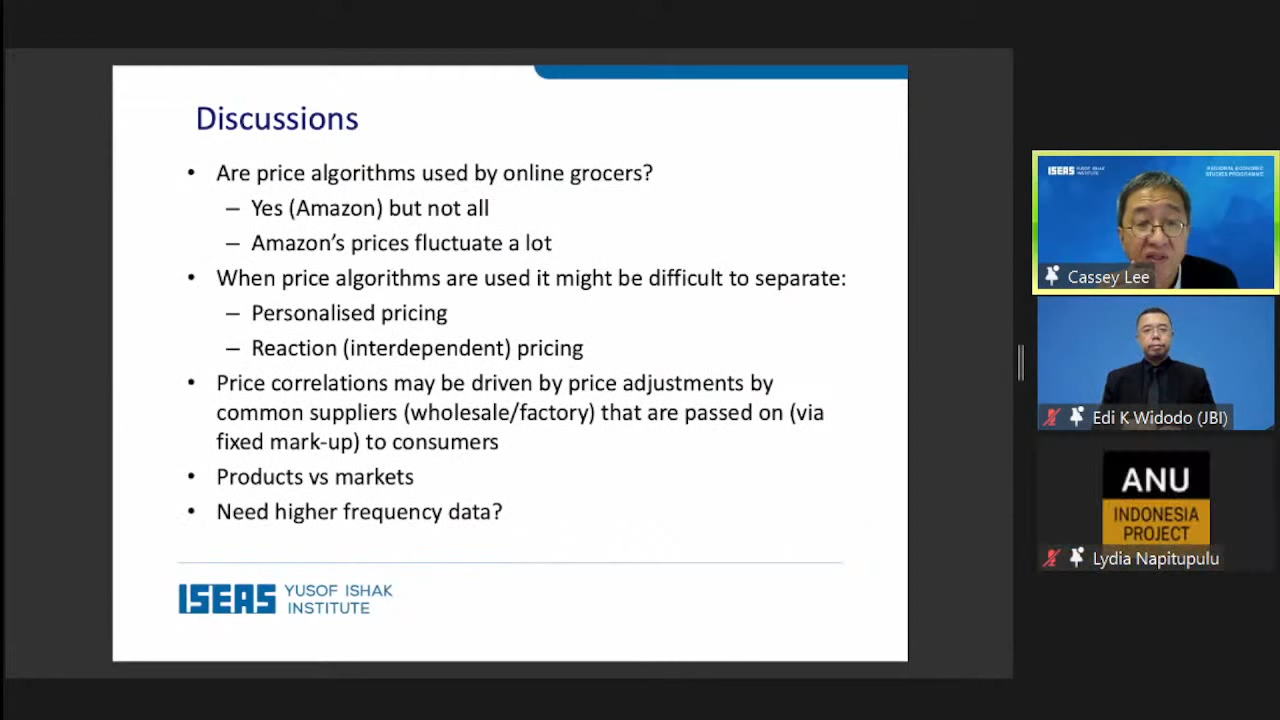 Discussions
• Are price algorithms used by online grocers?
– Yes (Amazon) but not all
– Amazon’s prices fluctuate a lot
• When price algorithms are used it might be difficult to separate:
– Personalised pricing
– Reaction (interdependent) pricing
• Price correlations may be driven by price adjustments by
common suppliers (wholesale/factory) that are passed on (via
fixed mark-up) to consumers
• Products vs markets
• Need higher frequency data?
ISEAS YUSOF ISHAK
INSTITUTE
ISEAS YUSOF ISHAK
INSTITUTE
REGIONAL ECONOMIC
STUDIES PROGRAMME
Cassey Lee
Edi K Widodo (JBI)
ANU
INDONESIA
PROJECT
Lydia Napitupulu